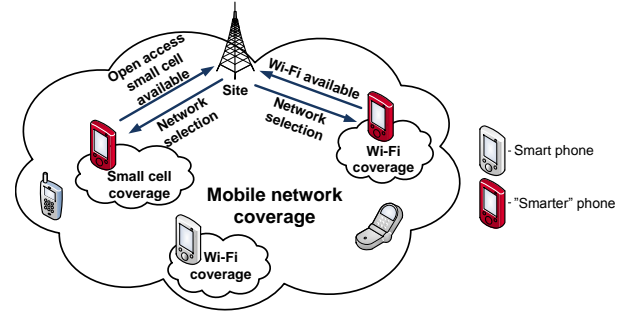 Open access
small cell
available
Network
selection
Site
Wi-Fi available
Network
selection
Small cell
coverage
Wi-Fi
coverage
Mobile network
coverage
Wi-Fi
coverage
- Smart phone
- "Smarter" phone